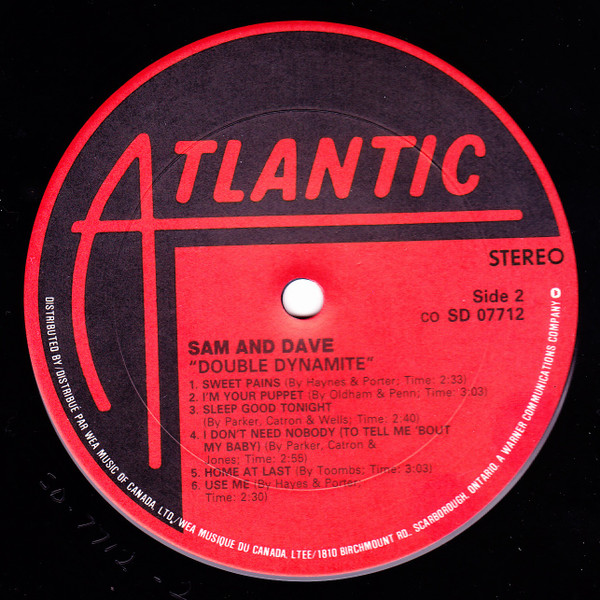 ATLANTIC
STEREO
Side 2
CO SD 07712
SAM AND DAVE
"DOUBLE DYNAMITE"
1. SWEET PAINS (By Haynes & Porter; Time: 2:33)
2. I'M YOUR PUPPET (By Oldham & Penn; Time: 3:03)
3. SLEEP GOOD TONIGHT
(By Parker, Catron & Wells; Time: 2:40)
4. I DON'T NEED NOBODY (TO TELL ME 'BOUT
MY BABY) (By Parker, Catron &
Jones; Time: 2:55)
5. HOME AT LAST (By Toombs; Time: 3:03)
6. USE ME (By Hayes & Porter,
Time: 2:30)
DISTRIBUTED BY/DISTRIBUÉ PAR WEA MUSIC OF CANADA, LTD./WEA MUSIQUE DU CANADA, LTEE/1810 BIRCHMOUNT RD., SCARBOROUGH, ONTARIO. A WARNER COMMUNICATIONS COMPANY
SD-7712-2